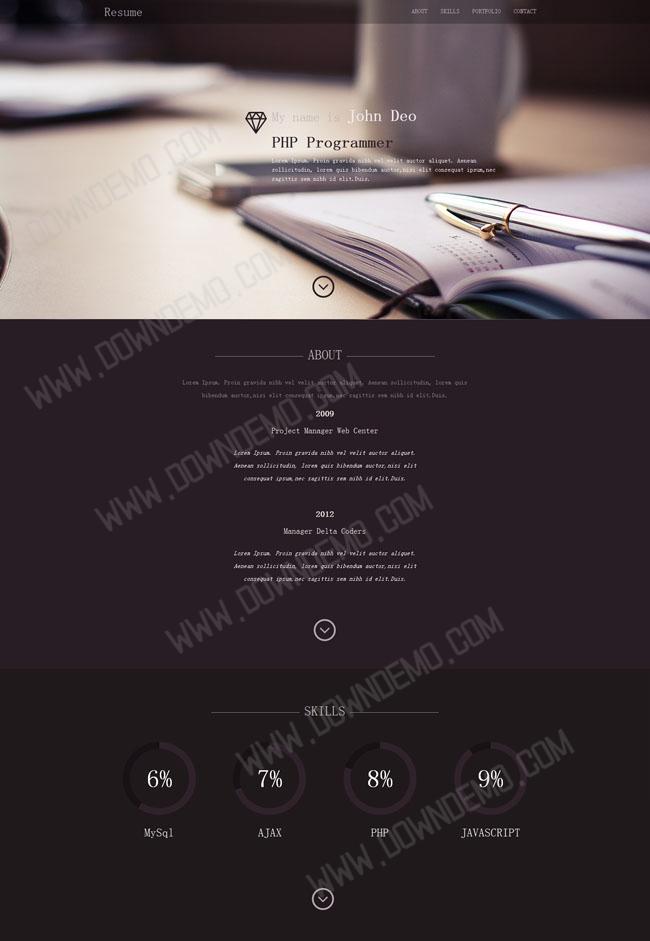 Resume
ABOUT SKILLS PORTFOLIO CONTACT
My name is John Deo
PHP Programmer
Lorem Ipsum. Proin gravida nibh vel velit auctor aliquet. Aenean
sollicitudin, lorem quis bibendum auctor,nisi elit consequat ipsum,nec
sagittis sem nibh id elit.Duis.
ABOUT
Lorem Ipsum. Proin gravida nibh vel velit auctor aliquet. Aenean sollicitudin, lorem quis
bibendum auctor,nisi elit consequat ipsum,nec sagittis sem nibh id elit.Duis.
2009
Project Manager Web Center
Lorem Ipsum. Proin gravida nibh vel velit auctor aliquet.
Aenean sollicitudin, lorem quis bibendum auctor,nisi elit
consequat ipsum,nec sagittis sem nibh id elit.Duis.
2012
Manager Delta Coders
Lorem Ipsum. Proin gravida nibh vel velit auctor aliquet.
Aenean sollicitudin, lorem quis bibendum auctor,nisi elit
consequat ipsum,nec sagittis sem nibh id elit.Duis.
SKILLS
6% 7% 8% 9%
MySql AJAX PHP JAVASCRIPT
WWW.DOWNDEMO.COM
WWW.DOWNDEMO.COM
WWW.DOWNDEMO.COM
WWW.DOWNDEMO.COM
WWW.DOWNDEMO.COM